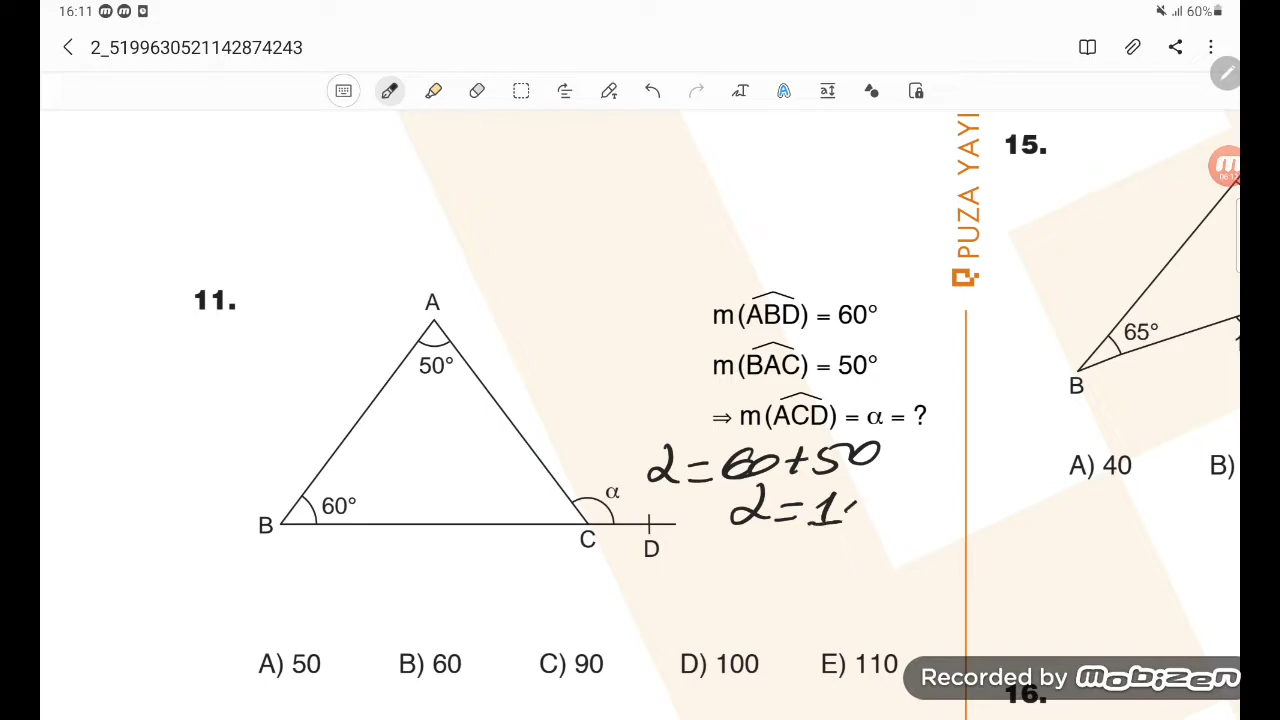 16:11
60%
2_5199630521142874243
PUZA YAYI
11.
A
50°
B
60°
C
α
D
m(ABD) = 60°
m(BAC) = 50°
⇒ m(ACD) = α = ?
α=60+50
α=1
A) 50 B) 60 C) 90 D) 100 E) 110
15.
65°
B
A) 40 B)
16.
Recorded by mobizen